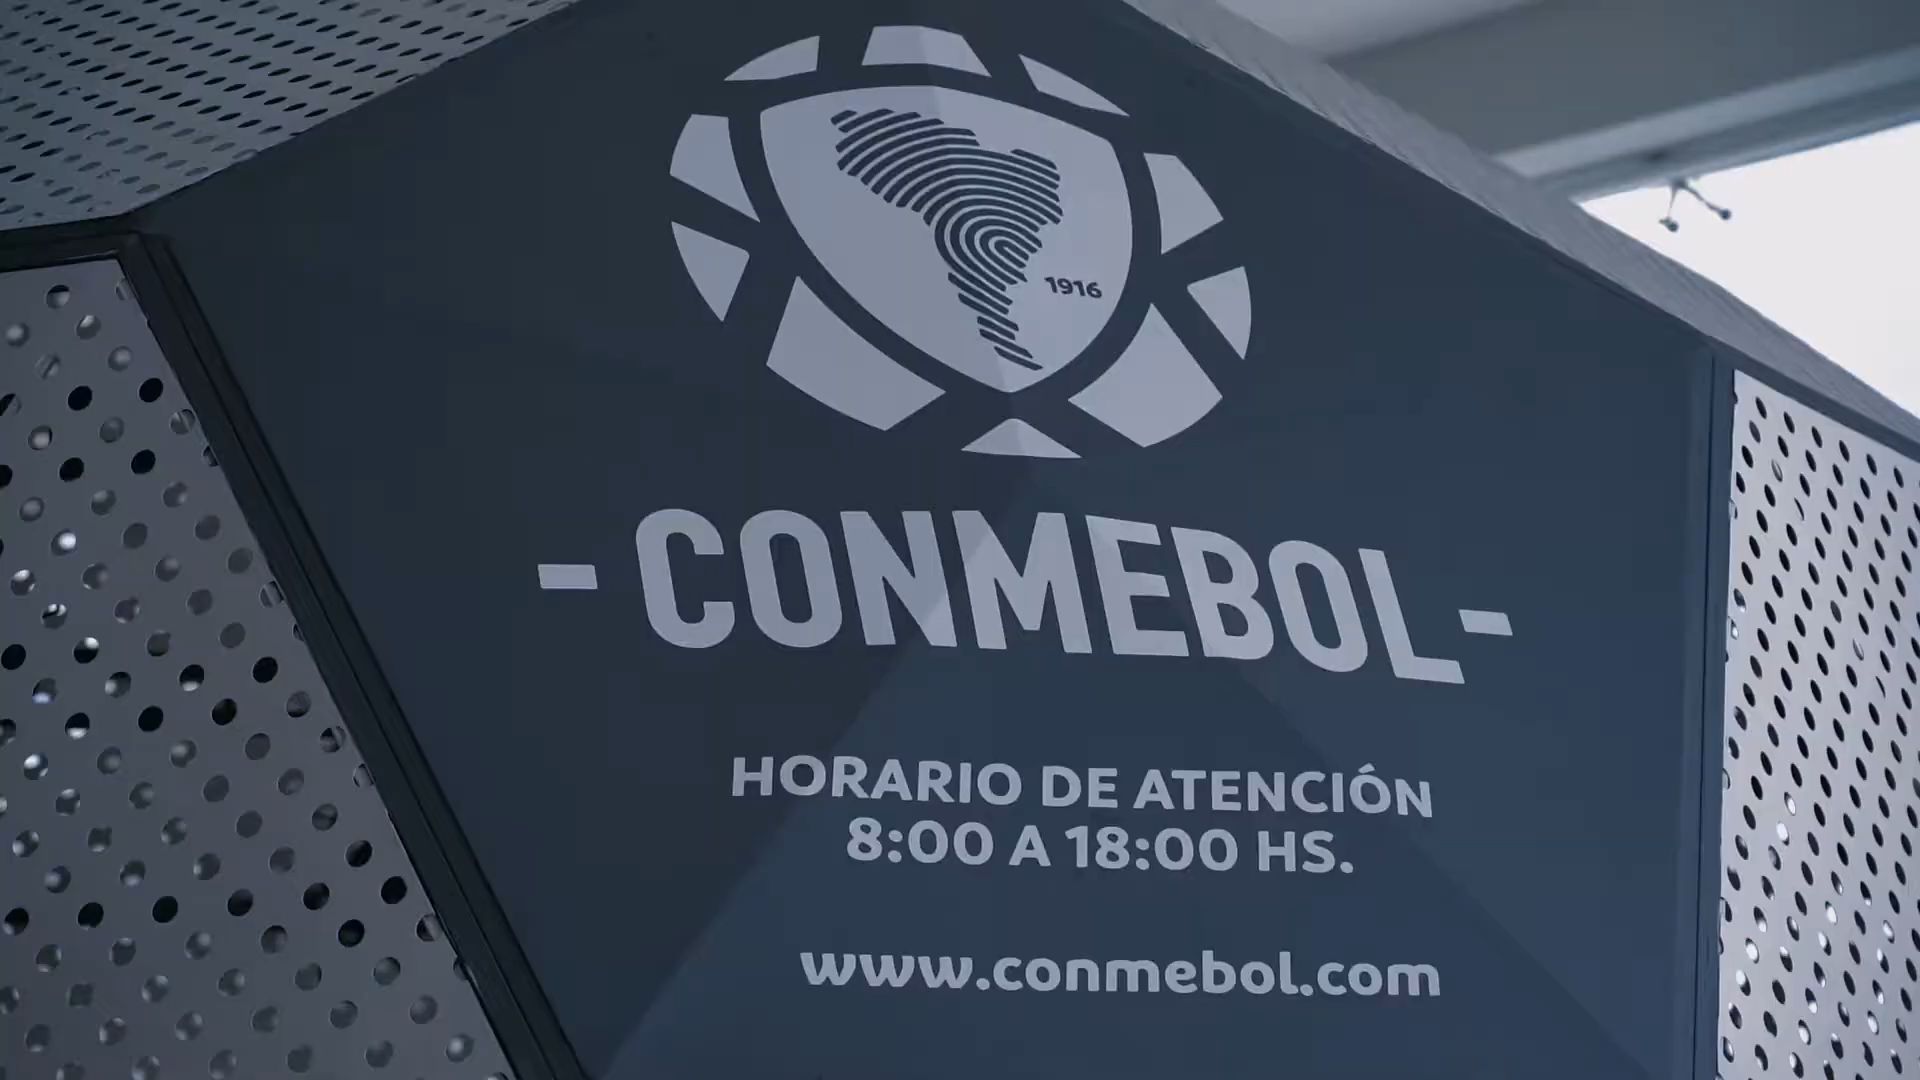 1916
- CONMEBOL -
HORARIO DE ATENCIÓN
8:00 A 18:00 HS.
www.conmebol.com